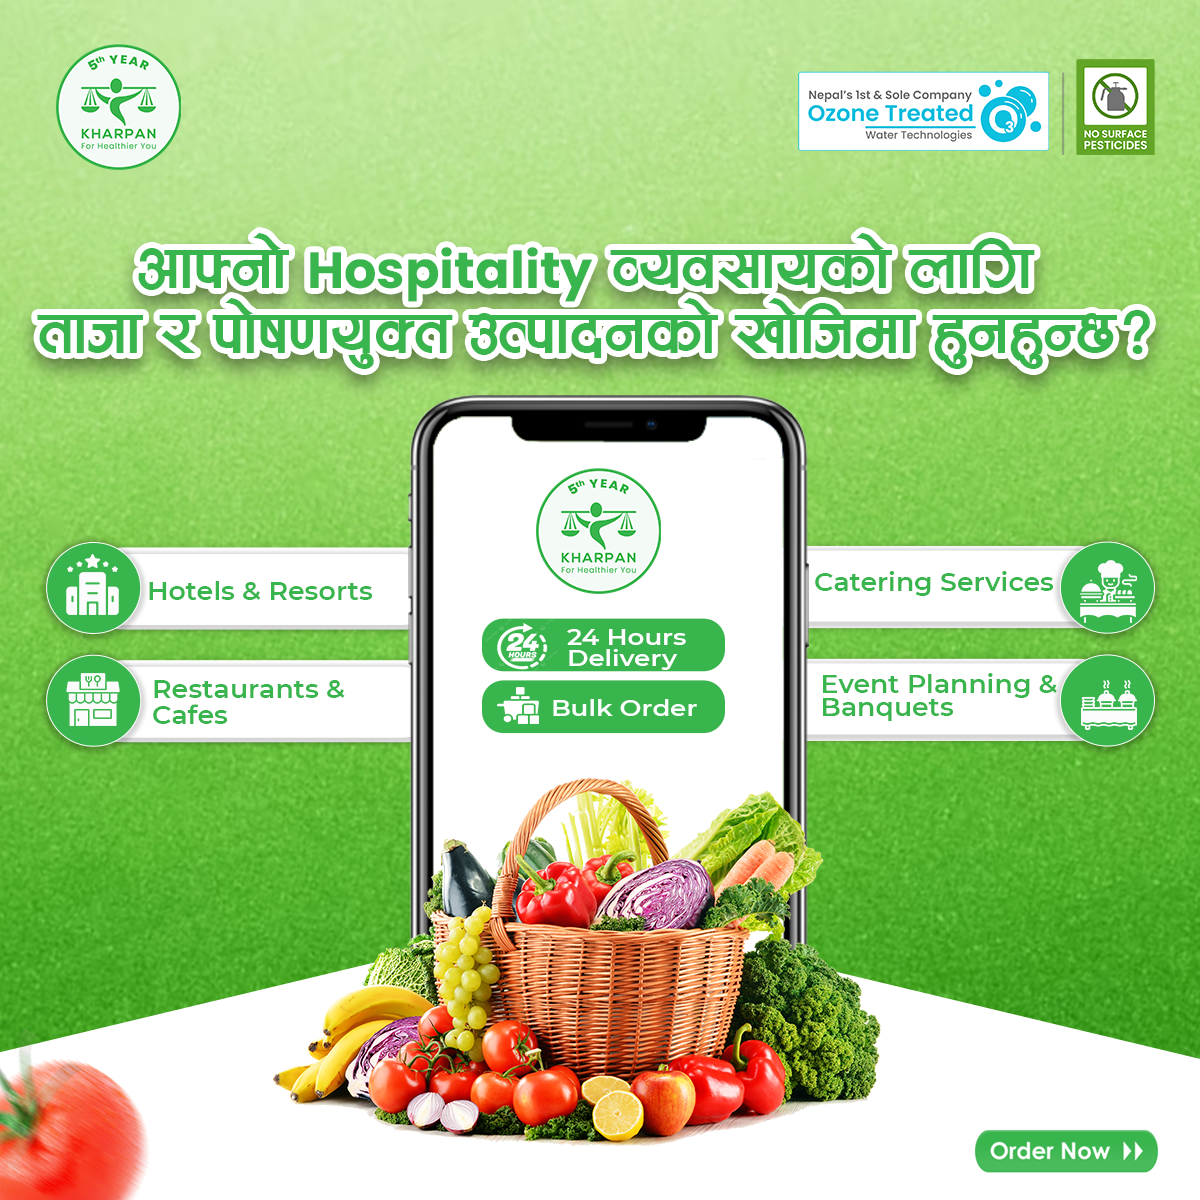 5th YEAR
KHARPAN
For Healthier You
Nepal's 1st & Sole Company
Ozone Treated
Water Technologies
O3
NO SURFACE
PESTICIDES
आफ्नो Hospitality व्यवसायको लागि
ताजा र पोषणयुक्त उत्पादनको खोजिमा हुनुहुन्छ?
5th YEAR
KHARPAN
For Healthier You
Hotels & Resorts
Restaurants &
Cafes
24
HOURS
24 Hours
Delivery
Bulk Order
Catering Services
Event Planning &
Banquets
Order Now